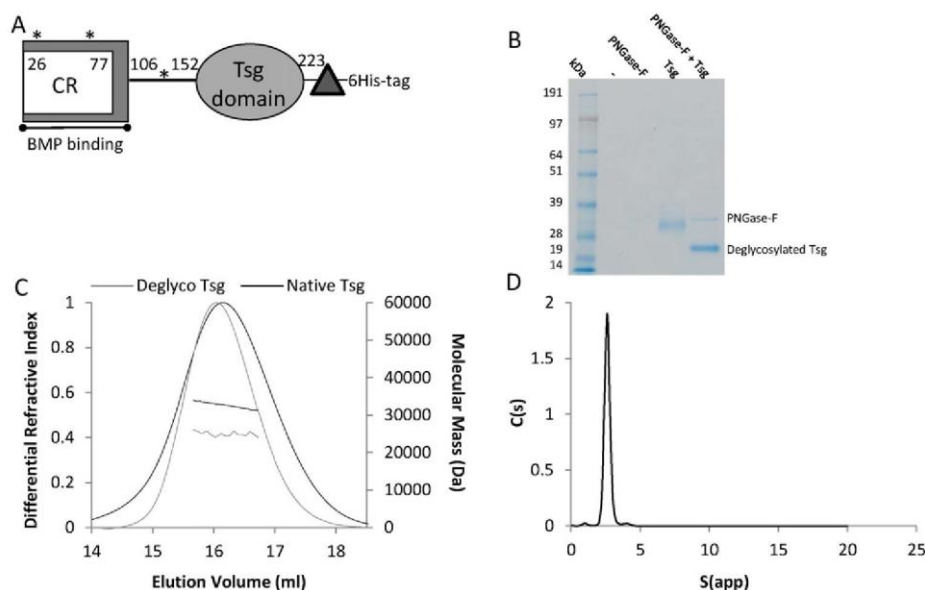 A
* *
26 77 106 152 223
*
CR
Tsg
domain
6His-tag
BMP binding
B
kDa
-
PNGase-F
Tsg
PNGase-F + Tsg
191
97
64
51
39
28
19
14
PNGase-F
Deglycosylated Tsg
C
Deglyco Tsg Native Tsg
Differential Refractive Index
1
0.8
0.6
0.4
0.2
0
60000
50000
40000
30000
20000
10000
0
Molecular Mass (Da)
14 15 16 17 18
Elution Volume (ml)
D
C(s)
2
1.5
1
0.5
0
0 5 10 15 20 25
S(app)